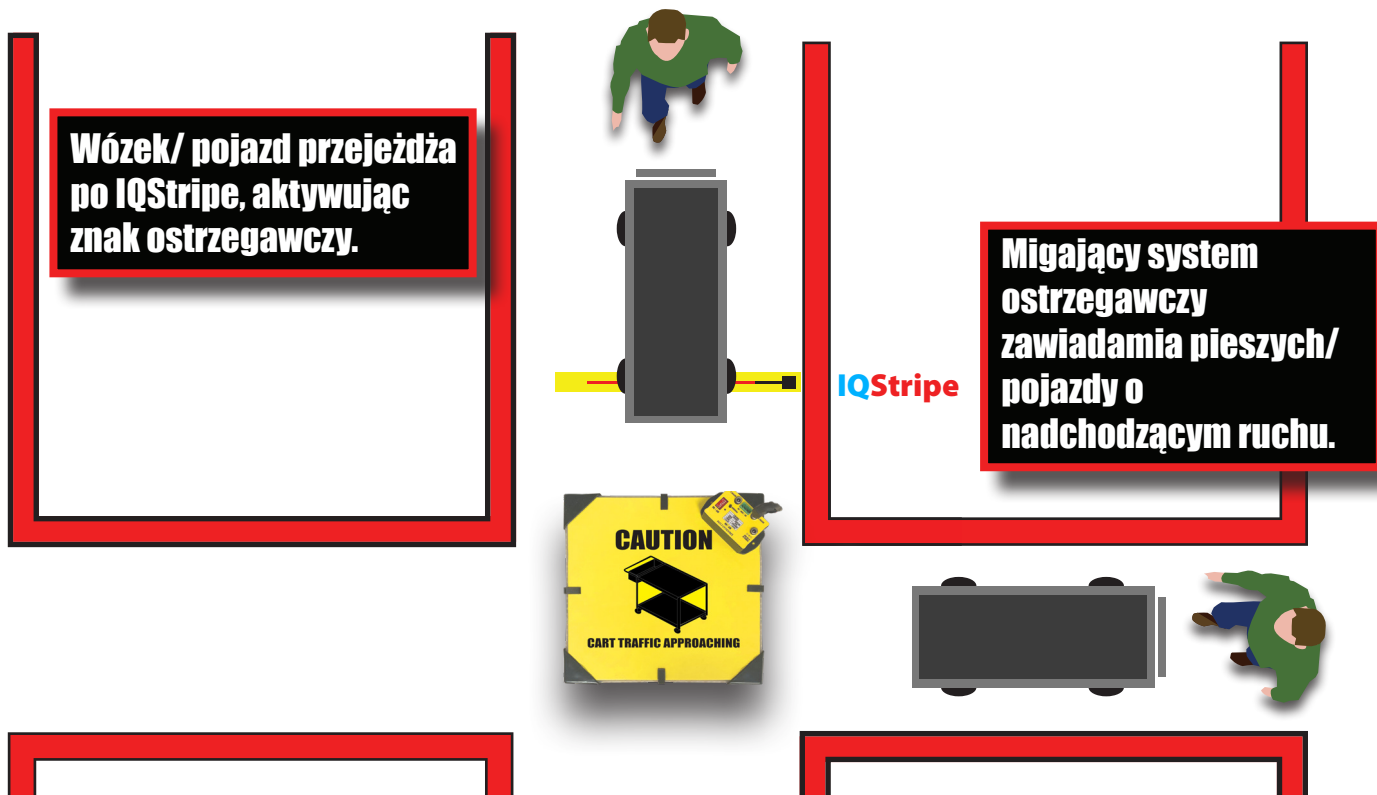 Wózek/ pojazd przejeżdża
po IQStripe, aktywując
znak ostrzegawczy.
Migający system
ostrzegawczy
zawiadamia pieszych/
pojazdy o
nadchodzącym ruchu.
IQStripe
CAUTION
CART TRAFFIC APPROACHING